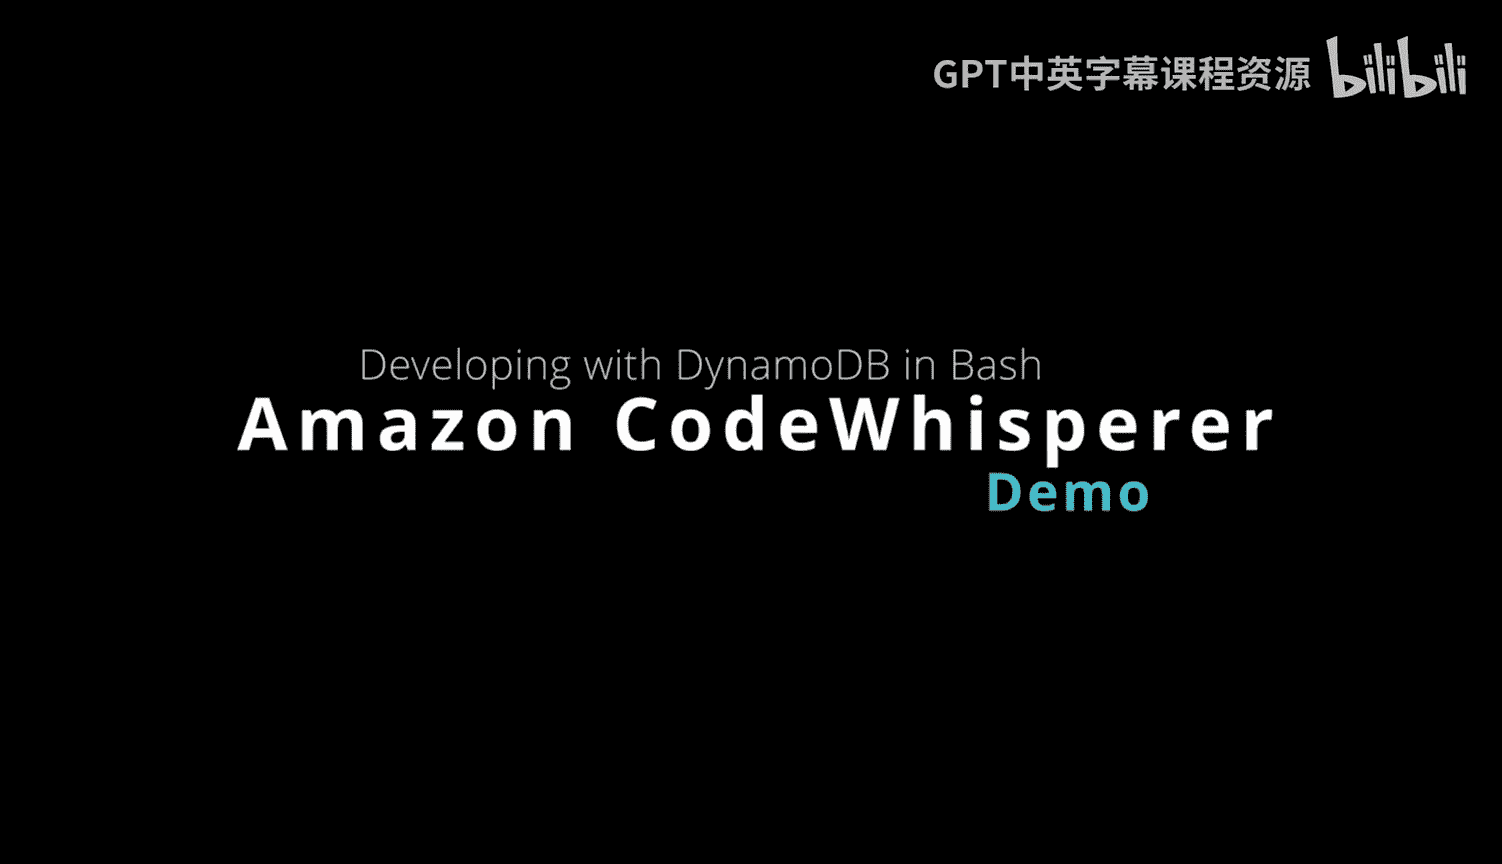 GPT中英字幕课程资源 bilibili
Developing with DynamoDB in Bash
Amazon CodeWhisperer
Demo